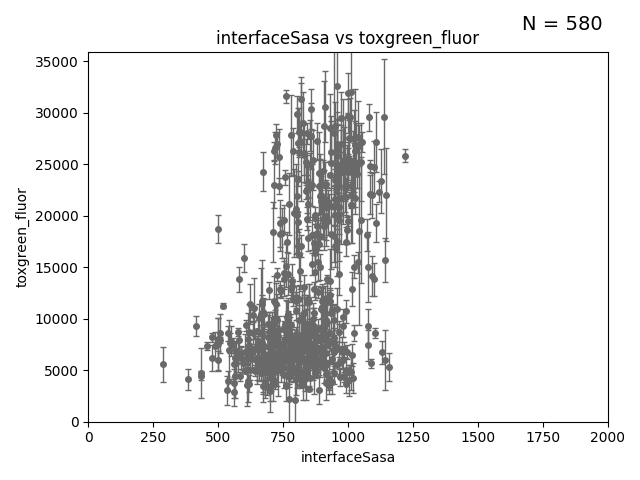 N = 580
interfaceSasa vs toxgreen_fluor
35000
30000
25000
20000
15000
10000
5000
0
toxgreen_fluor
0 250 500 750 1000 1250 1500 1750 2000
interfaceSasa